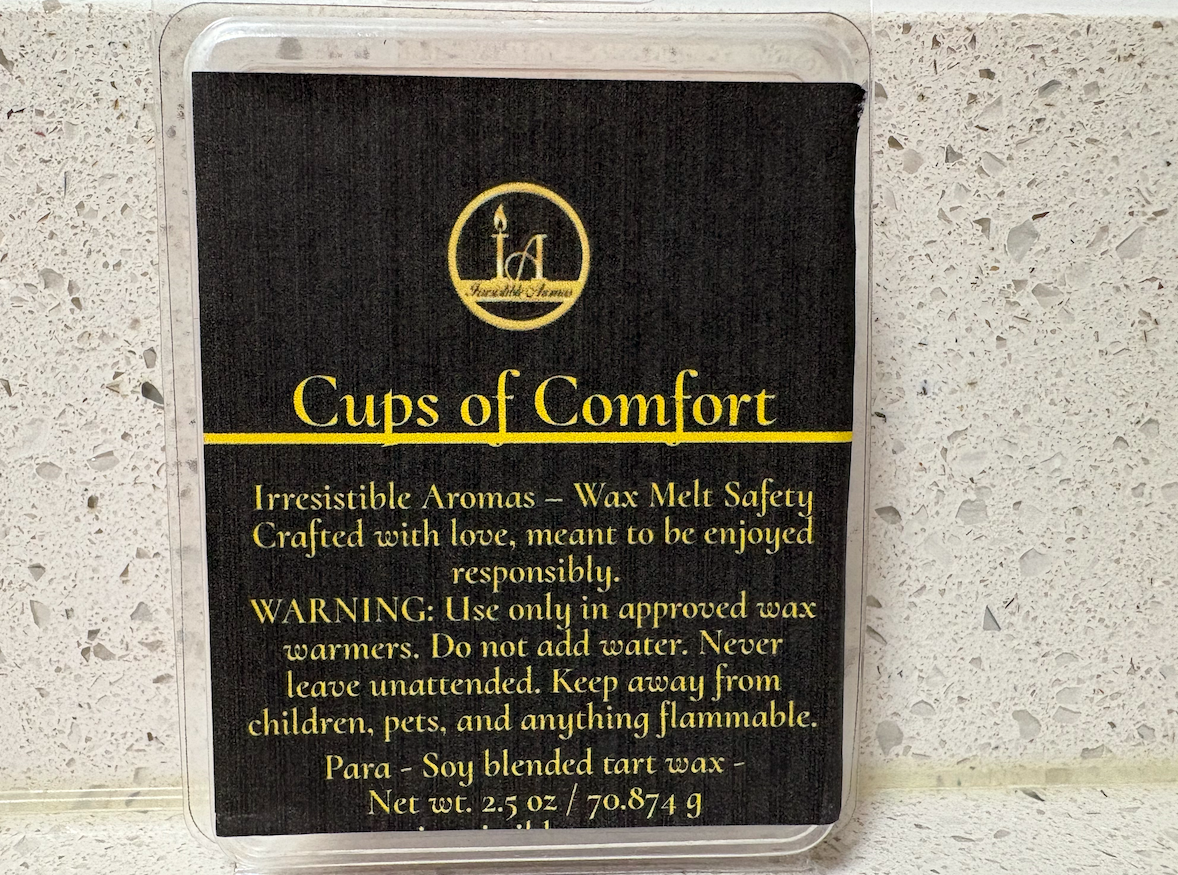 IA
Irresistible Aromas
Cups of Comfort
Irresistible Aromas – Wax Melt Safety
Crafted with love, meant to be enjoyed
responsibly.
WARNING: Use only in approved wax
warmers. Do not add water. Never
leave unattended. Keep away from
children, pets, and anything flammable.
Para - Soy blended tart wax -
Net wt. 2.5 oz / 70.874 g